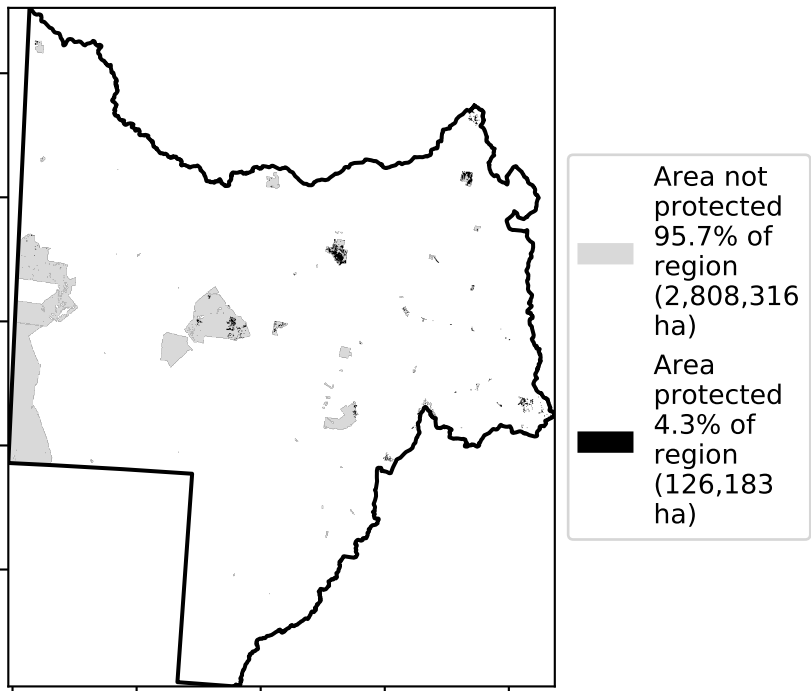 Area not
protected
95.7% of
region
(2,808,316
ha)
Area
protected
4.3% of
region
(126,183
ha)